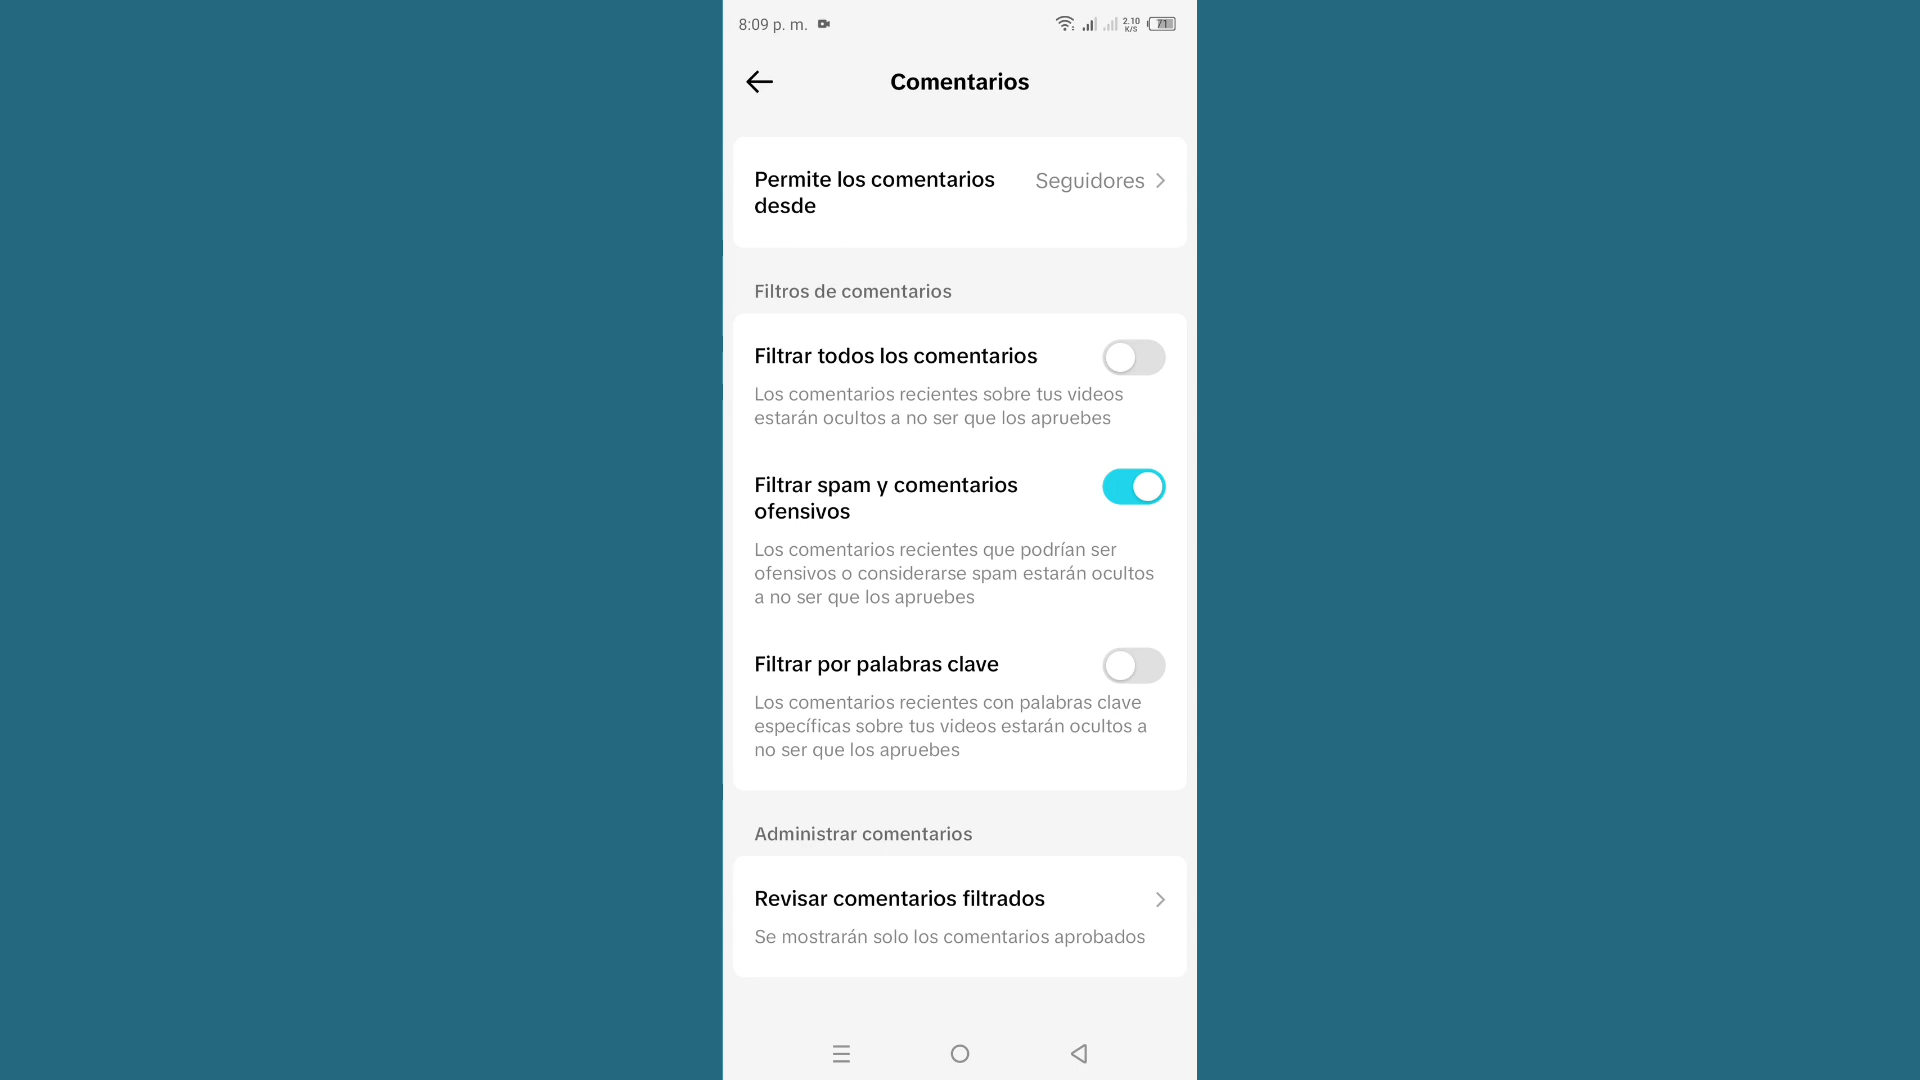 8:09 p. m.
2.10
K/S
71
Comentarios
Permite los comentarios
desde
Seguidores
Filtros de comentarios
Filtrar todos los comentarios
Los comentarios recientes sobre tus videos
estarán ocultos a no ser que los apruebes
Filtrar spam y comentarios
ofensivos
Los comentarios recientes que podrían ser
ofensivos o considerarse spam estarán ocultos
a no ser que los apruebes
Filtrar por palabras clave
Los comentarios recientes con palabras clave
específicas sobre tus videos estarán ocultos a
no ser que los apruebes
Administrar comentarios
Revisar comentarios filtrados
Se mostrarán solo los comentarios aprobados